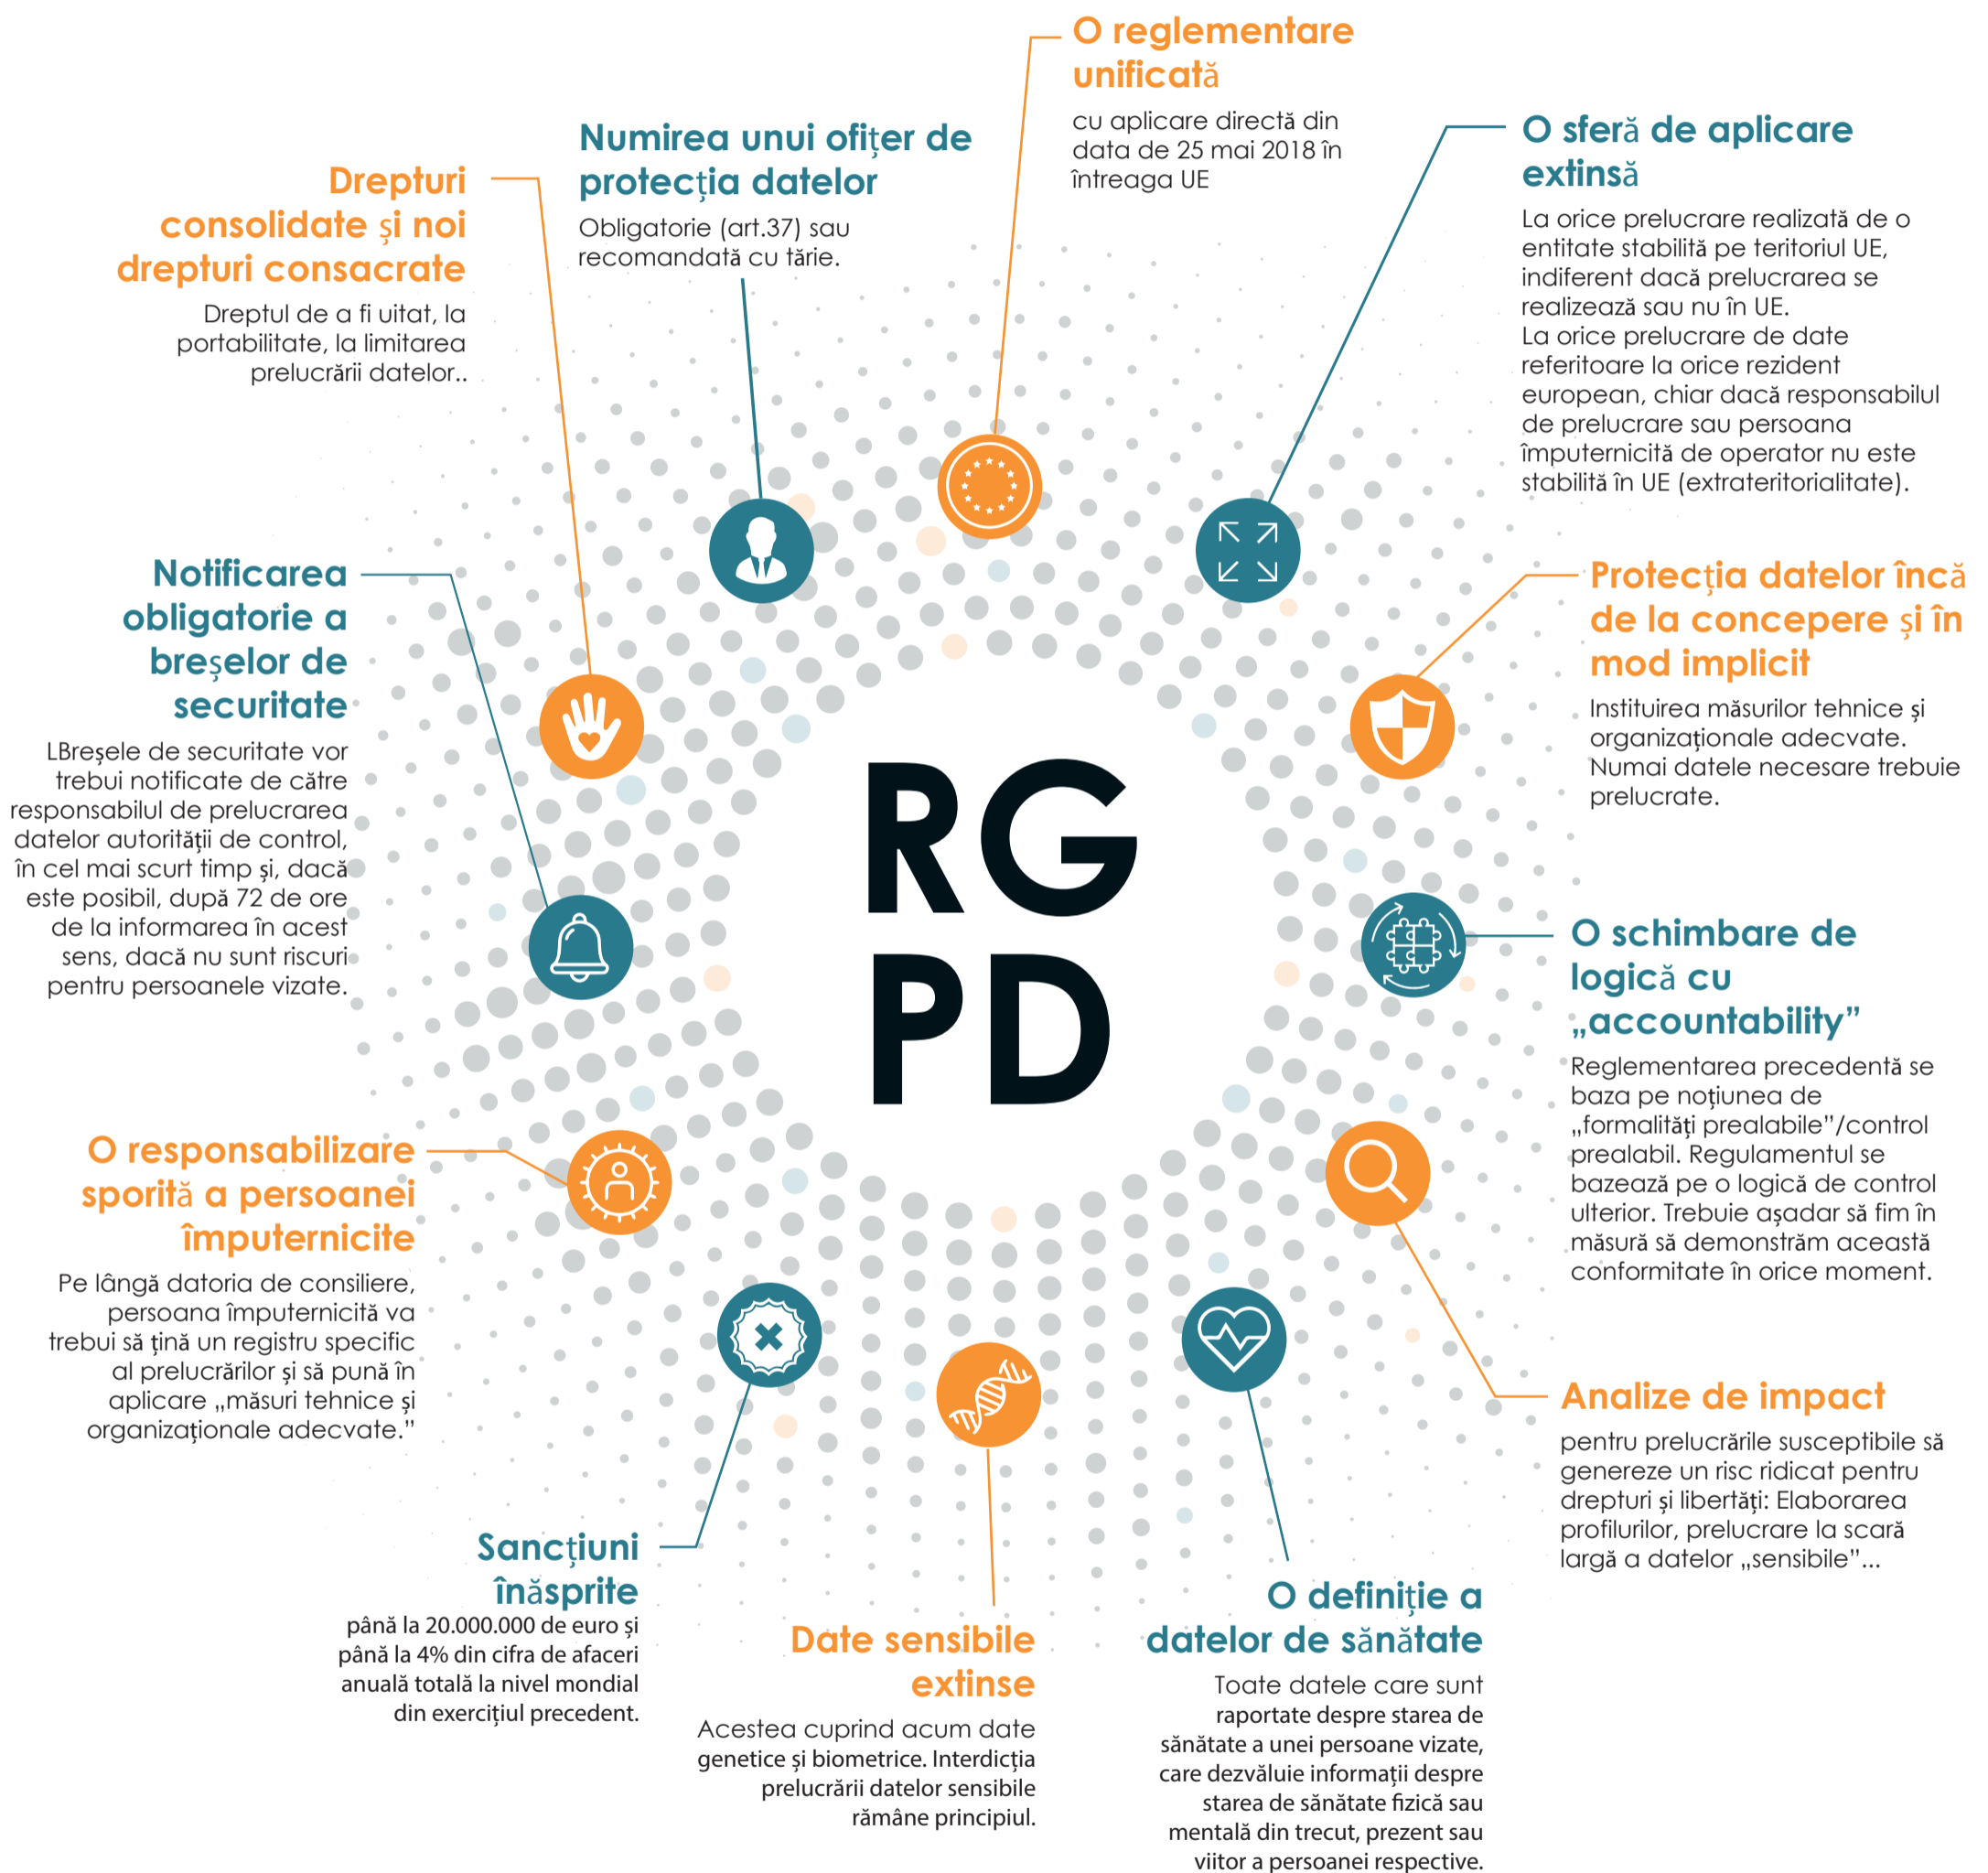 O reglementare
unificată
cu aplicare directă din
data de 25 mai 2018 în
întreaga UE
O sferă de aplicare
extinsă
La orice prelucrare realizată de o
entitate stabilită pe teritoriul UE,
indiferent dacă prelucrarea se
realizează sau nu în UE.
La orice prelucrare de date
referitoare la orice rezident
european, chiar dacă responsabilul
de prelucrare sau persoana
împuternicită de operator nu este
stabilită în UE (extrateritorialitate).
Protecția datelor încă
de la concepere și în
mod implicit
Instituirea măsurilor tehnice și
organizaționale adecvate.
Numai datele necesare trebuie
prelucrate.
O schimbare de
logică cu
„accountability”
Reglementarea precedentă se
baza pe noțiunea de
„formalități prealabile”/control
prealabil. Regulamentul se
bazează pe o logică de control
ulterior. Trebuie așadar să fim în
măsură să demonstrăm această
conformitate în orice moment.
Analize de impact
pentru prelucrările susceptibile să
genereze un risc ridicat pentru
drepturi și libertăți: Elaborarea
profilurilor, prelucrare la scară
largă a datelor „sensibile”...
O definiție a
datelor de sănătate
Toate datele care sunt
raportate despre starea de
sănătate a unei persoane vizate,
care dezvăluie informații despre
starea de sănătate fizică sau
mentală din trecut, prezent sau
viitor a persoanei respective.
Date sensibile
extinse
Acestea cuprind acum date
genetice și biometrice. Interdicția
prelucrării datelor sensibile
rămâne principiul.
Sancțiuni
înăsprite
până la 20.000.000 de euro și
până la 4% din cifra de afaceri
anuală totală la nivel mondial
din exercițiul precedent.
O responsabilizare
sporită a persoanei
împuternicite
Pe lângă datoria de consiliere,
persoana împuternicită va
trebui să țină un registru specific
al prelucrărilor și să pună în
aplicare „măsuri tehnice și
organizaționale adecvate.”
Notificarea
obligatorie a
breșelor de
securitate
LBreșele de securitate vor
trebui notificate de către
responsabilul de prelucrarea
datelor autorității de control,
în cel mai scurt timp și, dacă
este posibil, după 72 de ore
de la informarea în acest
sens, dacă nu sunt riscuri
pentru persoanele vizate.
Drepturi
consolidate și noi
drepturi consacrate
Dreptul de a fi uitat, la
portabilitate, la limitarea
prelucrării datelor..
Numirea unui ofițer de
protecția datelor
Obligatorie (art.37) sau
recomandată cu tărie.
RG
PD